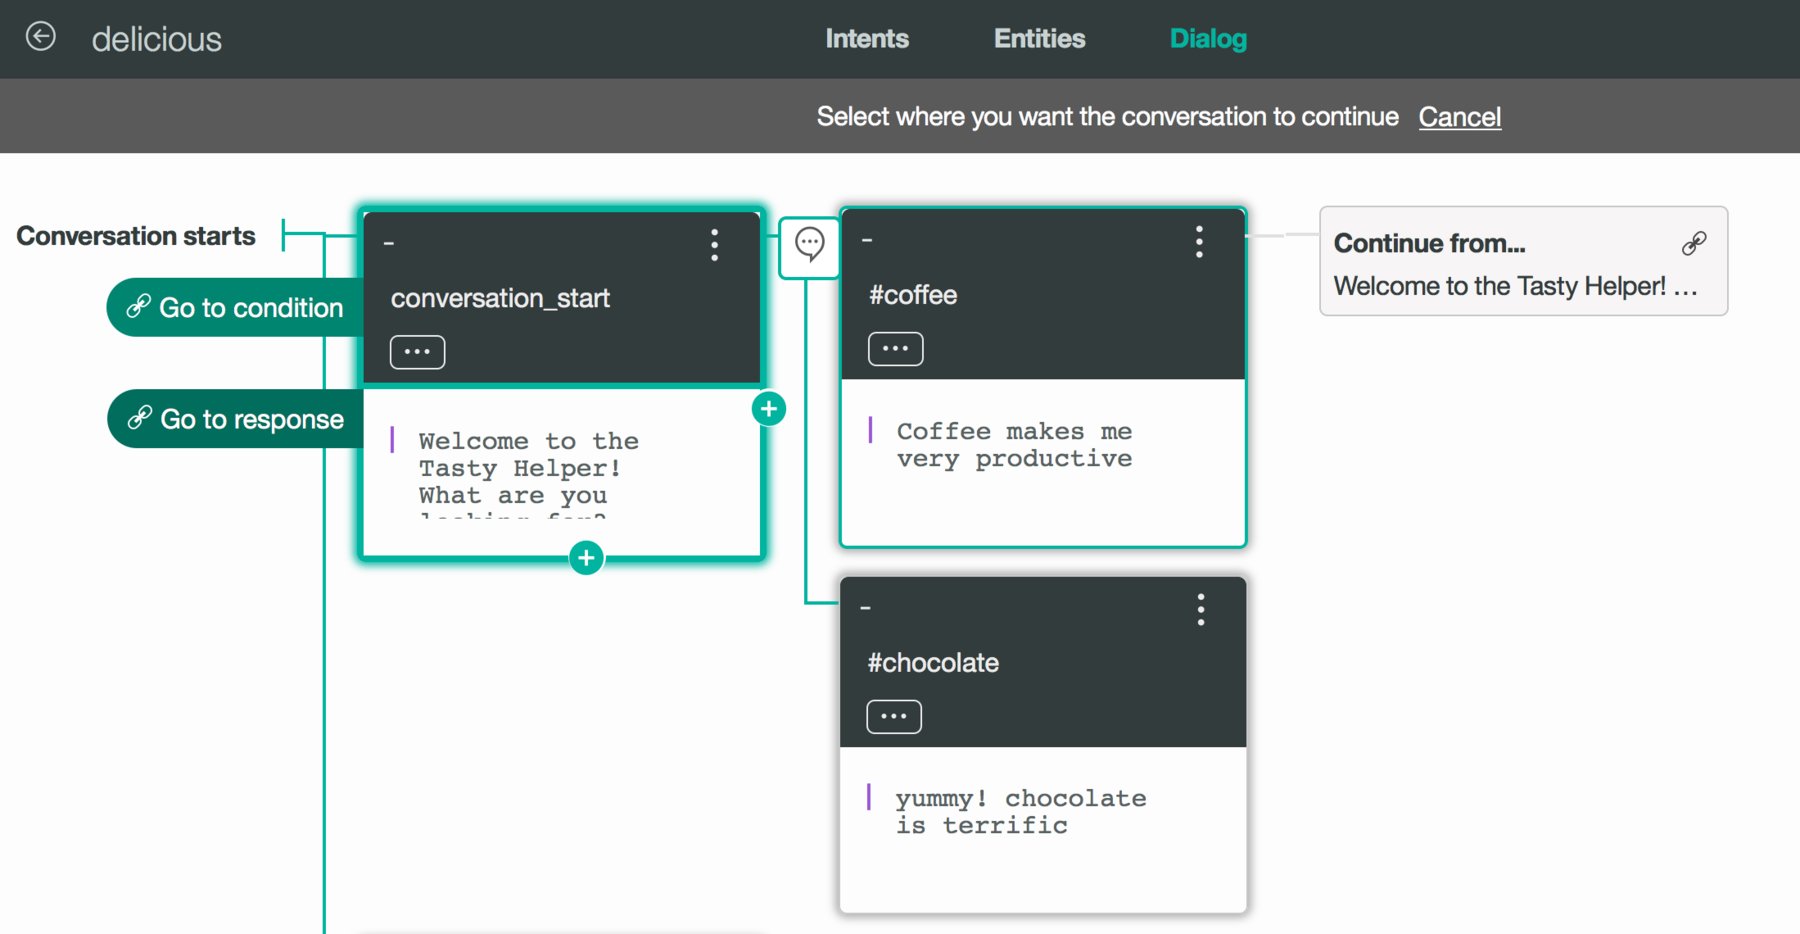 delicious
Intents
Entities
Dialog
Select where you want the conversation to continue Cancel
Conversation starts
Go to condition
Go to response
conversation_start
Welcome to the
Tasty Helper!
What are you
#coffee
Coffee makes me
very productive
Continue from...
Welcome to the Tasty Helper! ...
#chocolate
yummy! chocolate
is terrific